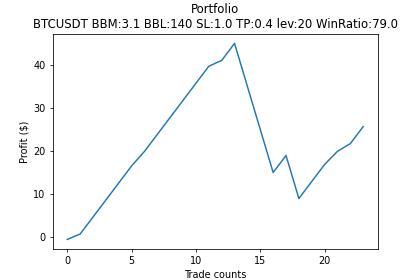 Portfolio
BTCUSDT BBM:3.1 BBL:140 SL:1.0 TP:0.4 lev:20 WinRatio:79.0
Profit ($)
40
30
20
10
0
0 5 10 15 20
Trade counts